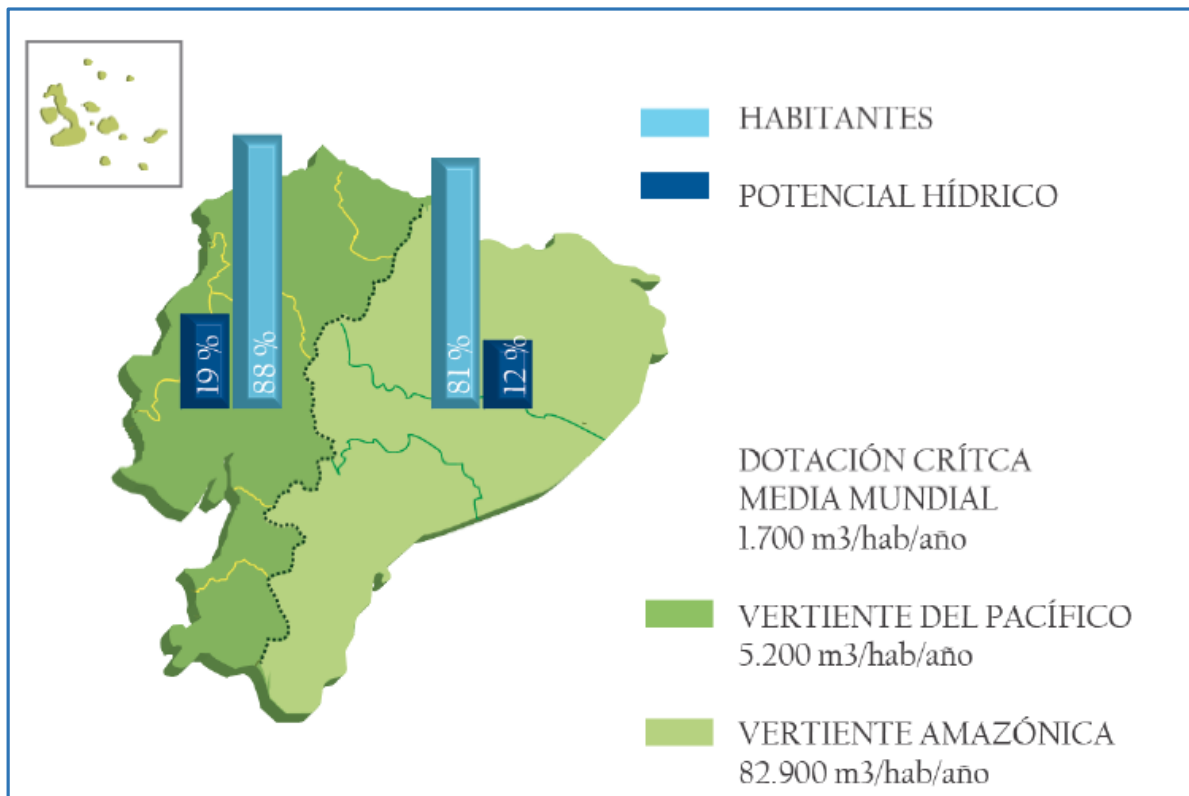 HABITANTES
POTENCIAL HÍDRICO
19 %
88 %
81 %
12 %
DOTACIÓN CRÍTCA
MEDIA MUNDIAL
1.700 m3/hab/año
VERTIENTE DEL PACÍFICO
5.200 m3/hab/año
VERTIENTE AMAZÓNICA
82.900 m3/hab/año